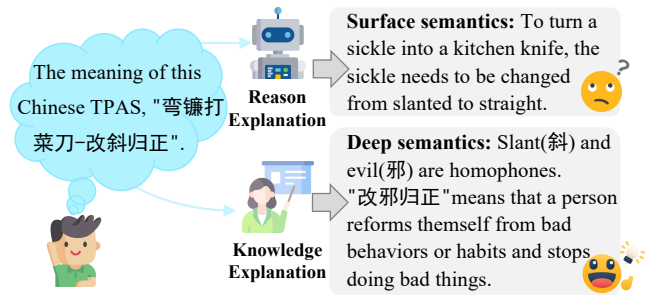 The meaning of this
Chinese TPAS, "弯镰打
菜刀-改斜归正".
Reason
Explanation
Surface semantics: To turn a
sickle into a kitchen knife, the
sickle needs to be changed
from slanted to straight.
?
Knowledge
Explanation
Deep semantics: Slant(斜) and
evil(邪) are homophones.
"改邪归正"means that a person
reforms themself from bad
behaviors or habits and stops
doing bad things.